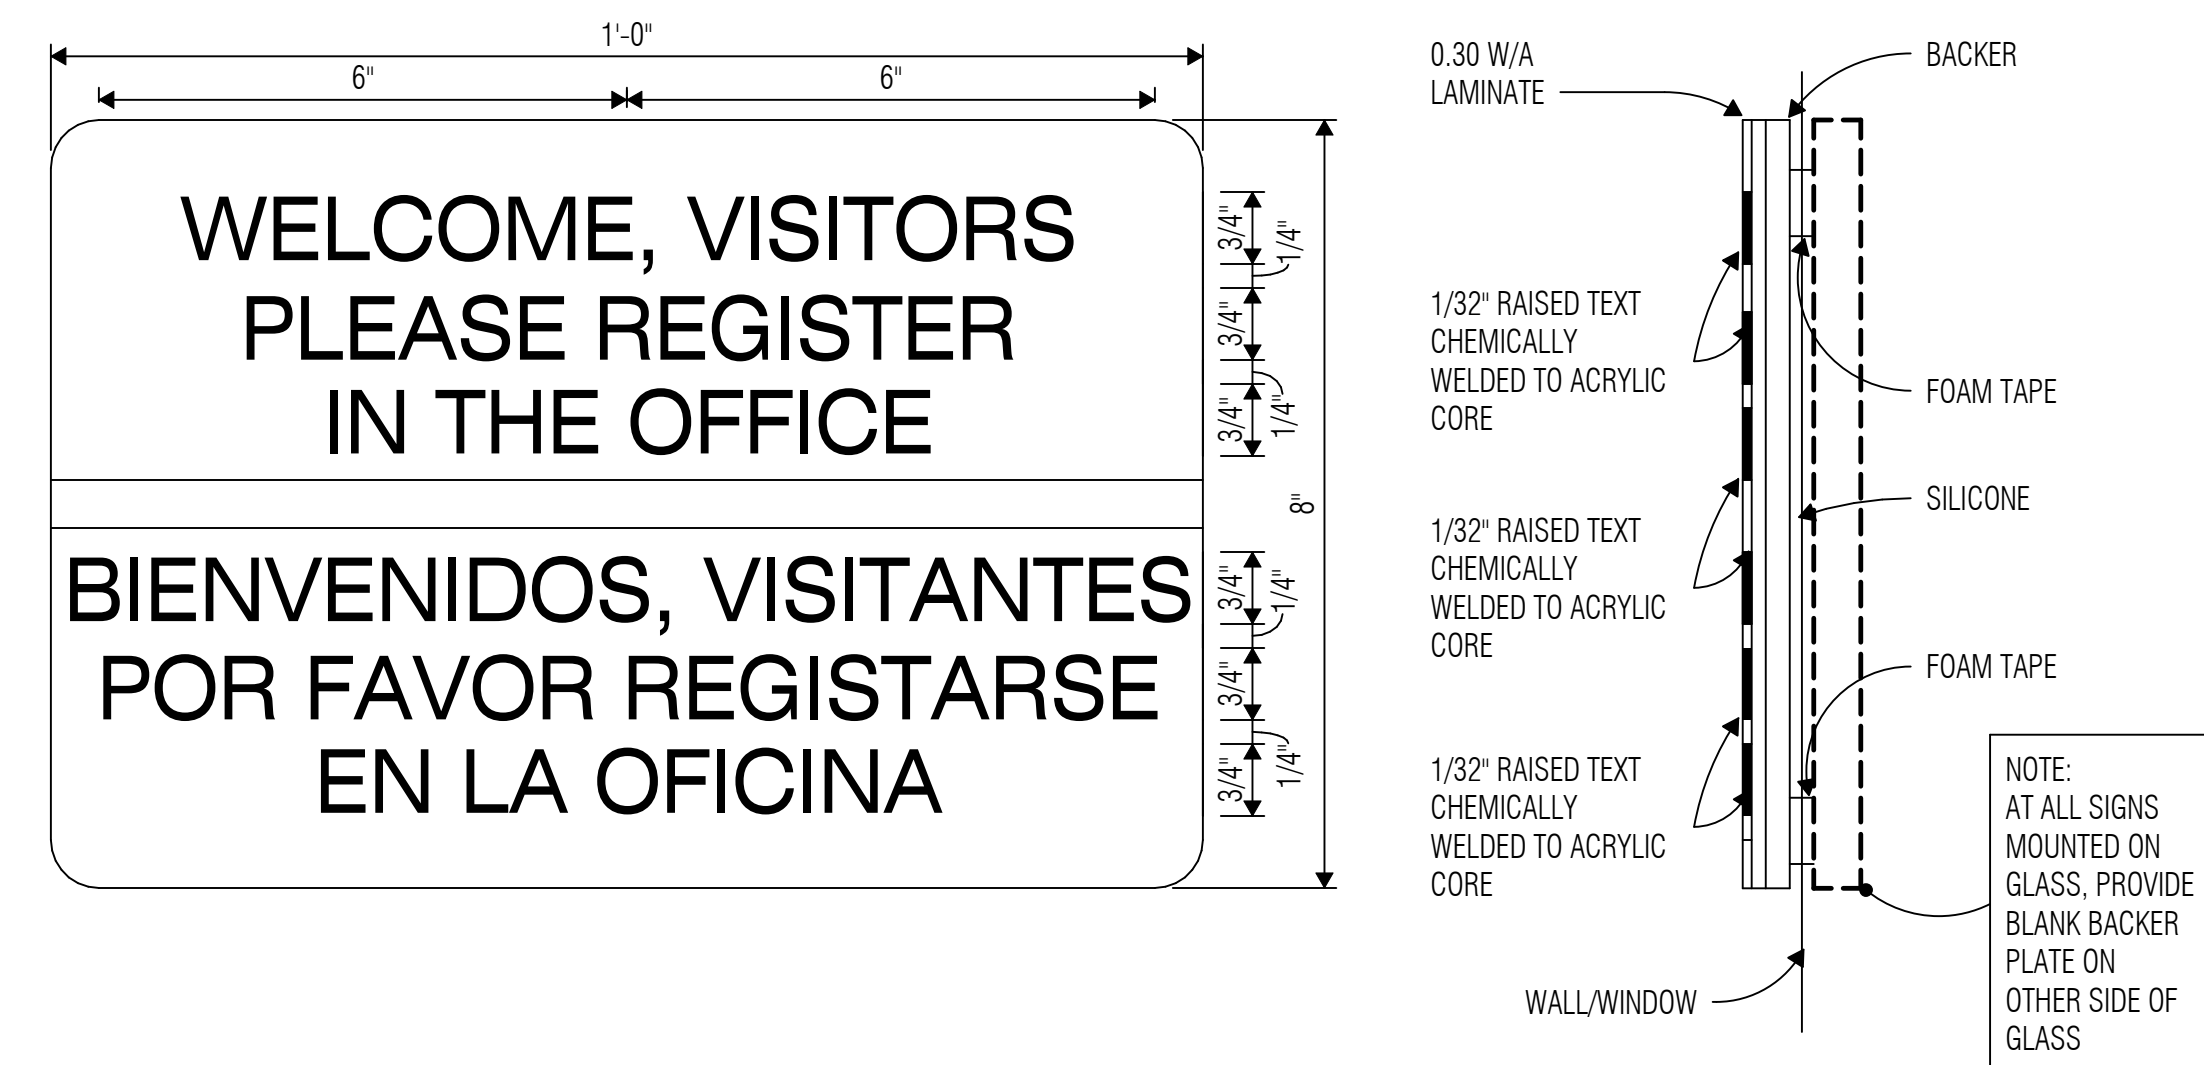 1'-0"
6" 6"
WELCOME, VISITORS
PLEASE REGISTER
IN THE OFFICE
BIENVENIDOS, VISITANTES
POR FAVOR REGISTARSE
EN LA OFICINA
3/4"
1/4"
3/4"
1/4"
3/4"
8"
3/4"
1/4"
3/4"
1/4"
3/4"
0.30 W/A
LAMINATE
1/32" RAISED TEXT
CHEMICALLY
WELDED TO ACRYLIC
CORE
1/32" RAISED TEXT
CHEMICALLY
WELDED TO ACRYLIC
CORE
1/32" RAISED TEXT
CHEMICALLY
WELDED TO ACRYLIC
CORE
WALL/WINDOW
BACKER
FOAM TAPE
SILICONE
FOAM TAPE
NOTE:
AT ALL SIGNS
MOUNTED ON
GLASS, PROVIDE
BLANK BACKER
PLATE ON
OTHER SIDE OF
GLASS